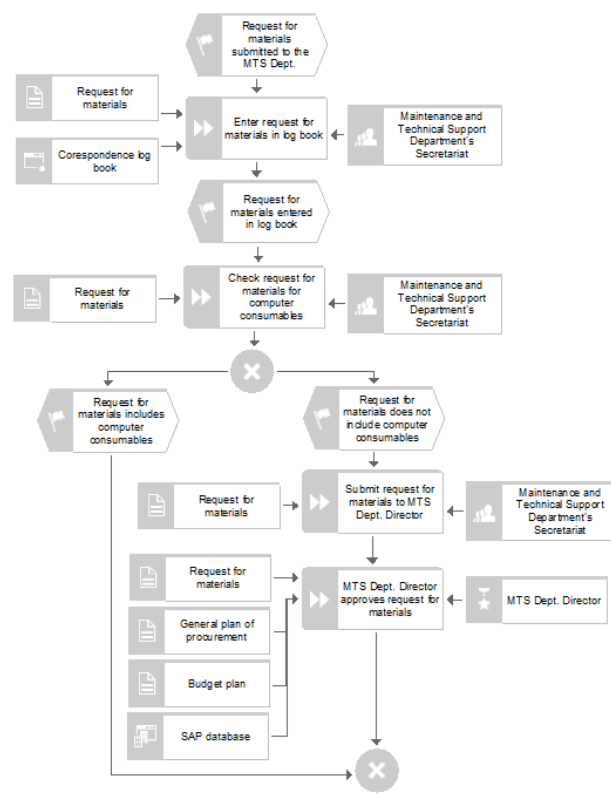 Request for
materials
submitted to the
MTS Dept.
Request for
materials
Enter request for
materials in log book
Maintenance and
Technical Support
Department's
Secretariat
Corespondence log
book
Request for
materials entered
in log book
Request for
materials
Check request for
materials for
computer
consumables
Maintenance and
Technical Support
Department's
Secretariat
Request for
materials includes
computer
consumables
Request for
materials does not
include computer
consumables
Request for
materials
Submit request for
materials to MTS
Dept. Director
Maintenance and
Technical Support
Department's
Secretariat
Request for
materials
MTS Dept. Director
approves request for
materials
MTS Dept. Director
General plan of
procurement
Budget plan
SAP database